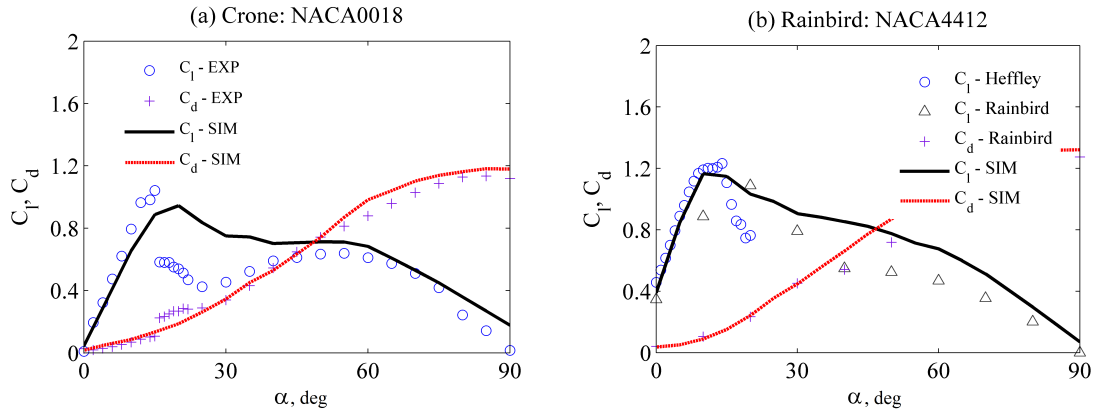 (a) Crone: NACA0018
2
1.6
1.2
0.8
0.4
0
C_l, C_d
C_l - EXP
C_d - EXP
C_l - SIM
C_d - SIM
0 30 60 90
α, deg
(b) Rainbird: NACA4412
2
1.6
1.2
0.8
0.4
0
C_l, C_d
C_l - Heffley
C_l - Rainbird
C_d - Rainbird
C_l - SIM
C_d - SIM
0 30 60 90
α, deg